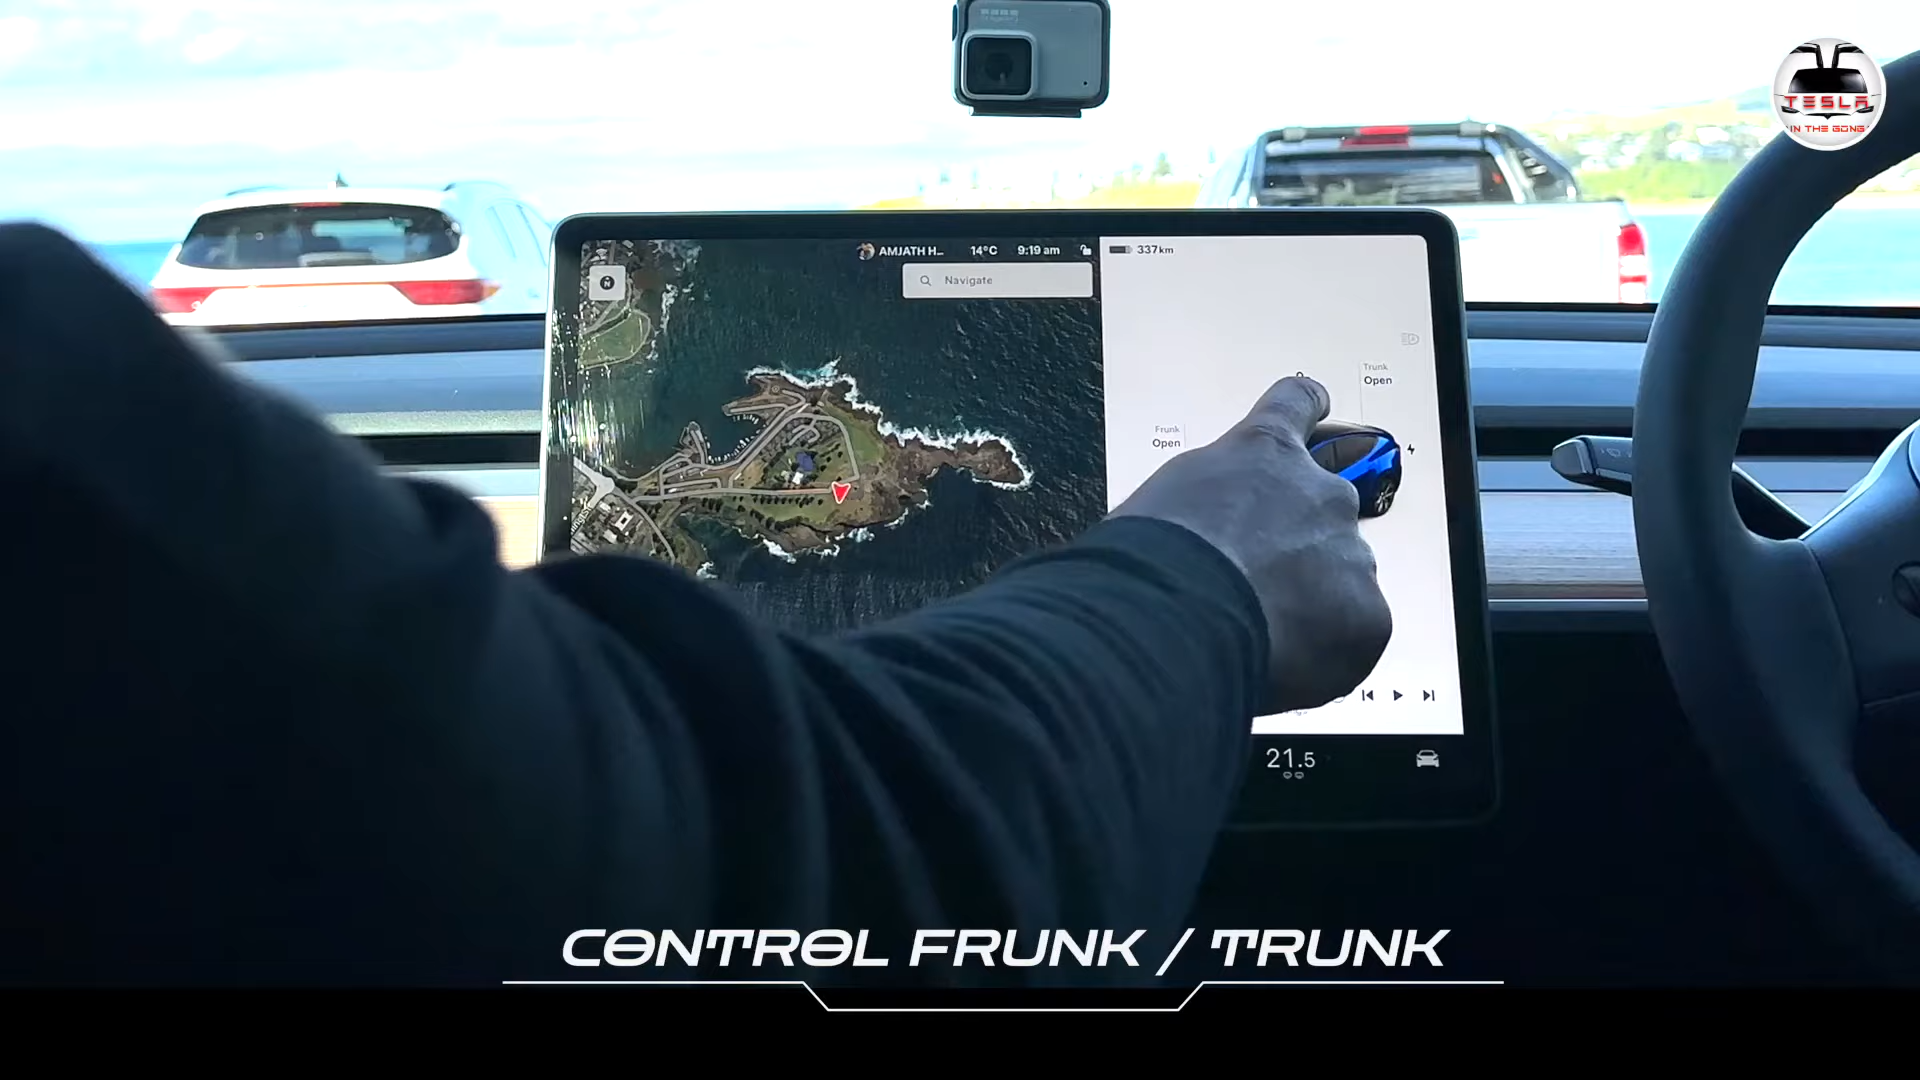 TESLA
IN THE GONG
AMJATH H...
14°C
9:19 am
337km
N
Navigate
Trunk
Open
Frunk
Open
21.5
CONTROL FRUNK / TRUNK